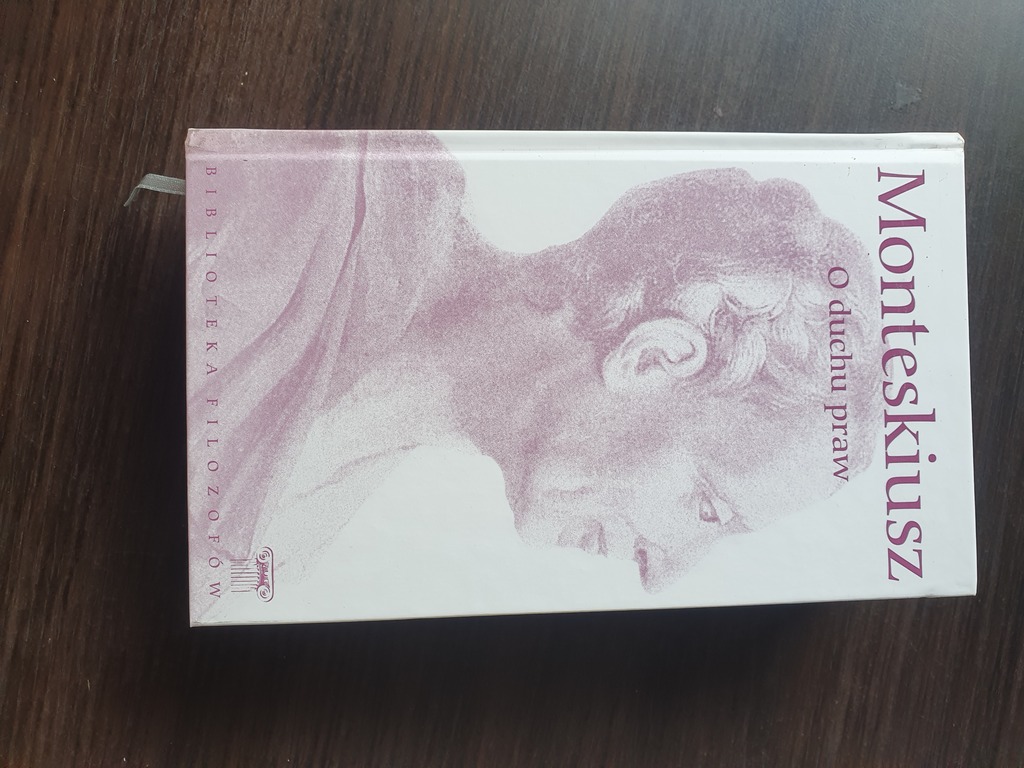 Monteskiusz
O duchu praw
BIBLIOTEKA FILOZOFÓW